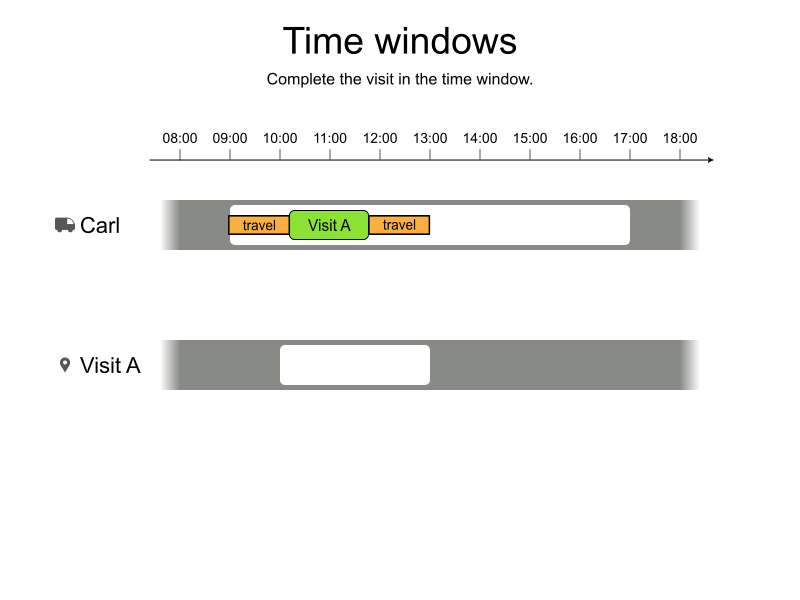 Time windows
Complete the visit in the time window.
08:00 09:00 10:00 11:00 12:00 13:00 14:00 15:00 16:00 17:00 18:00
Carl travel Visit A travel
Visit A